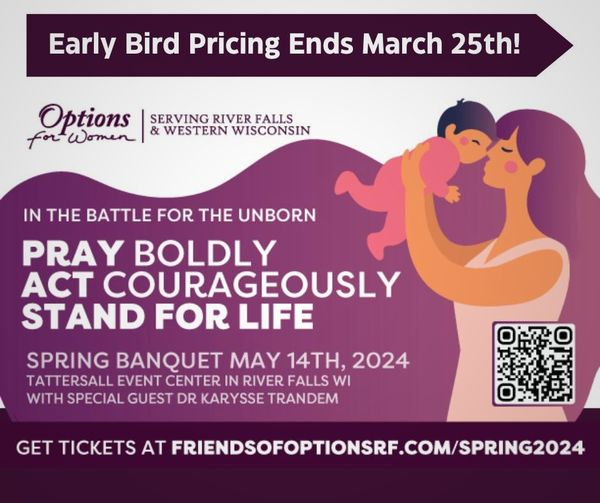 Early Bird Pricing Ends March 25th!
Options
for Women
SERVING RIVER FALLS
& WESTERN WISCONSIN
IN THE BATTLE FOR THE UNBORN
PRAY BOLDLY
ACT COURAGEOUSLY
STAND FOR LIFE
SPRING BANQUET MAY 14TH, 2024
TATTERSALL EVENT CENTER IN RIVER FALLS WI
WITH SPECIAL GUEST DR KARYSSE TRANDEM
GET TICKETS AT FRIENDSOFOPTIONSRF.COM/SPRING2024